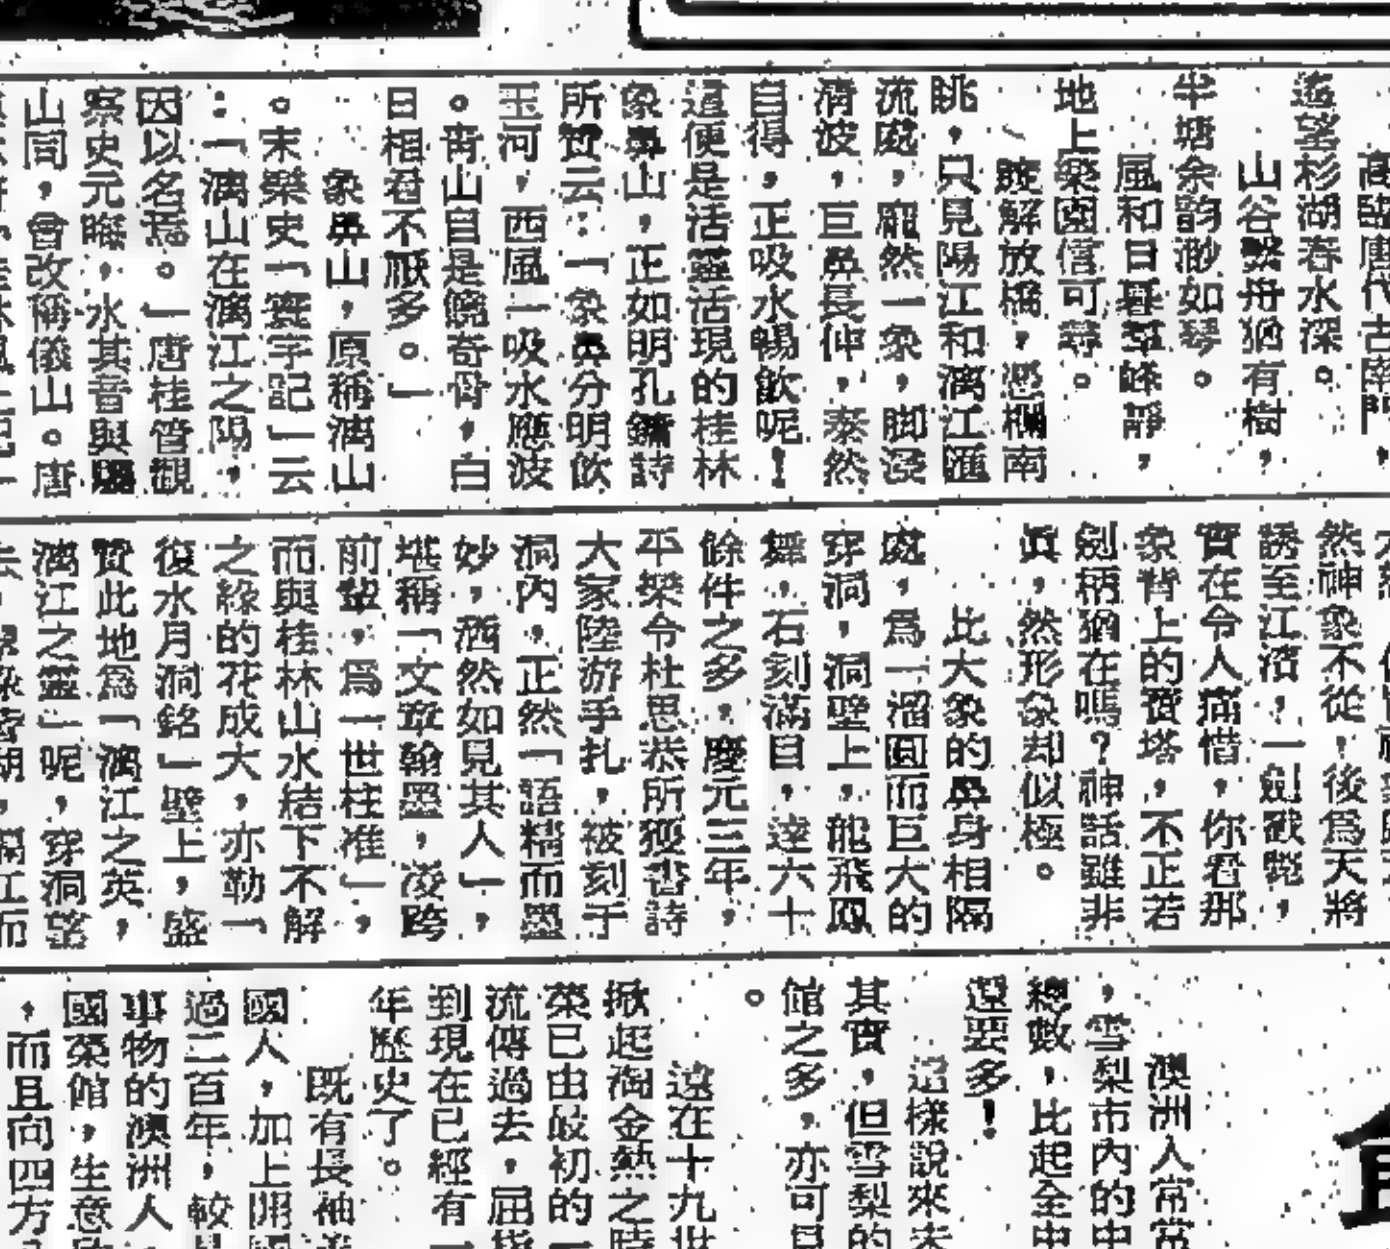 高臨唐代古南門,
遙望杉湖春水深。
山谷繫舟猶有樹,
半塘余韵渺如琴。
風和日暮羣峰靜,
地上樂園信可尋。
解放橋,憑欄南
眺,只見陽江和漓江匯
流處,龐然一象,脚浸
清波,巨鼻長伸,泰然
自得,正吸水暢飲呢!
這便是活靈活現的桂林
象鼻山,正如明孔鏞詩
所贊云:「象鼻分明飲
玉河,西風一吸水應波
。青山自是饒奇骨,白
日相看不厭多。」
象鼻山,原稱漓山
。宋樂史「寰宇記」云
:「漓山在漓江之陽,
因以名焉。」唐桂管觀
察史元晦,水其音與
山同,曾改稱儀山。唐
然神象不從!後爲天將
誘至江濱,一劍戳斃,
實在令人痛惜,你看那
象背上的寶塔,不正若
劍柄猶在嗎?神話雖非
眞,然形象却似極。
比大象的鼻身相隔
處,爲一溜圓而巨大的
穿洞,洞壁上,龍飛鳳
舞,石刻滿目,達六十
餘件之多,慶元三年,
平樂令杜思恭所獲書詩
大家陸游手扎,被刻于
洞內,正然「語精而墨
妙,洒然如見其人」,
堪稱「文章翰墨,凌跨
前輩,爲一世柱准」,
而與桂林山水結下不解
之緣的花成大,亦勒一
復水月洞銘」壁上,盛
贊此地爲「漓江之英,
漓江之靈」呢,穿洞望
澳洲人常常
,雪梨市內的中
總數,比起全中
還要多!
這樣說來未
其實,但雪梨的
館之多,亦可見
。
遠在十九世
掀起淘金熱之時
菜已由歧初的一
流傳過去,屈指
到現在已經有一
年歷史了。
既有長袖善
國人,加上開
過二百年,較
事物的澳洲人
國菜館,生意
,而且向四方